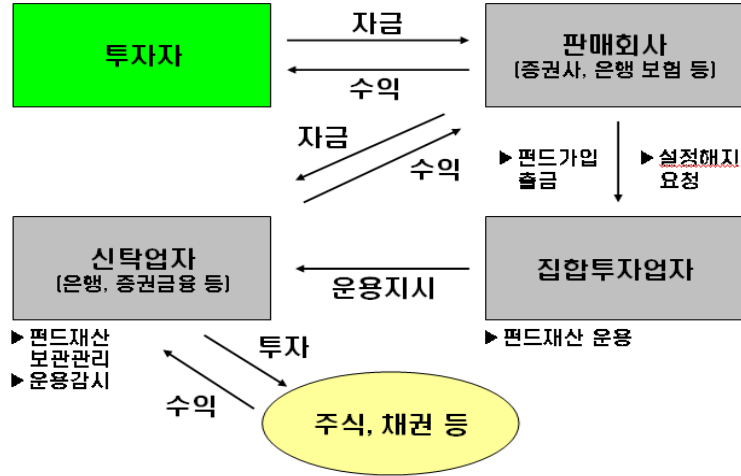 투자자
자금
수익
판매회사
(증권사, 은행 보험 등)
자금
수익
▶ 펀드가입
출금
▶ 설정해지
요청
신탁업자
(은행, 증권금융 등)
운용지시
집합투자업자
▶ 펀드재산
보관관리
▶ 운용감시
▶ 펀드재산 운용
투자
수익
주식, 채권 등